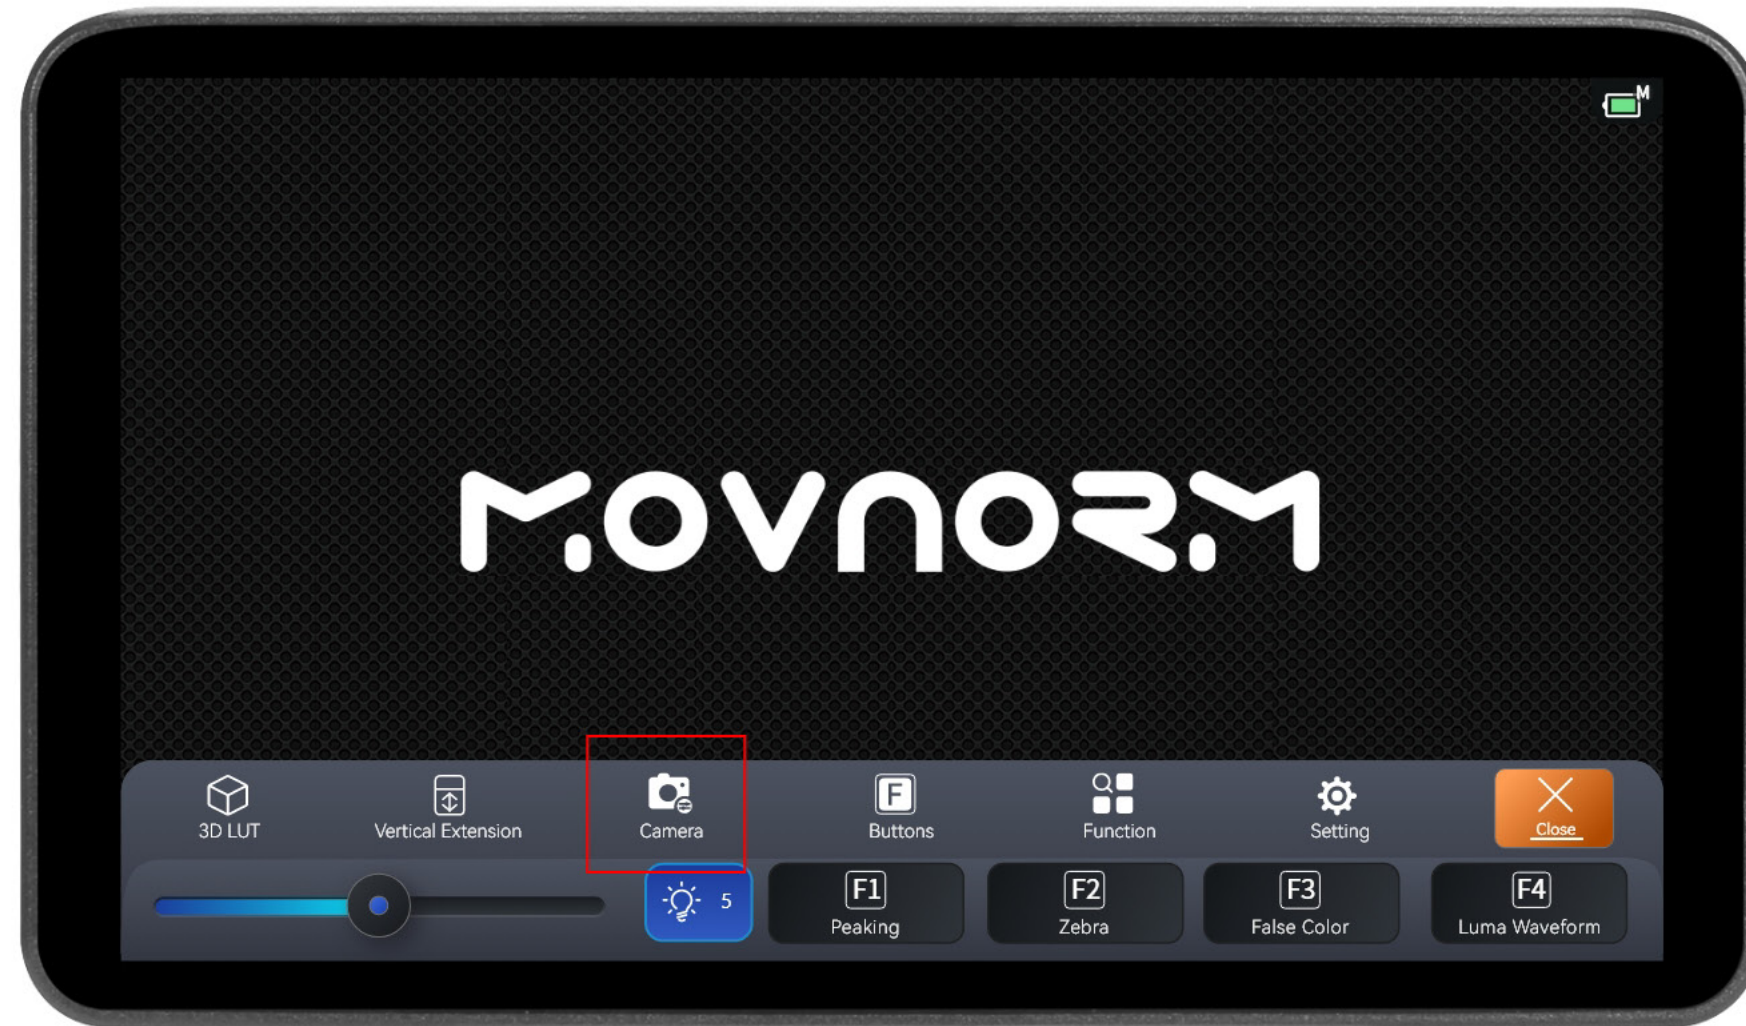 M
MOVNORM
3D LUT
Vertical Extension
Camera
F
Buttons
Function
Setting
Close
5
F1
Peaking
F2
Zebra
F3
False Color
F4
Luma Waveform